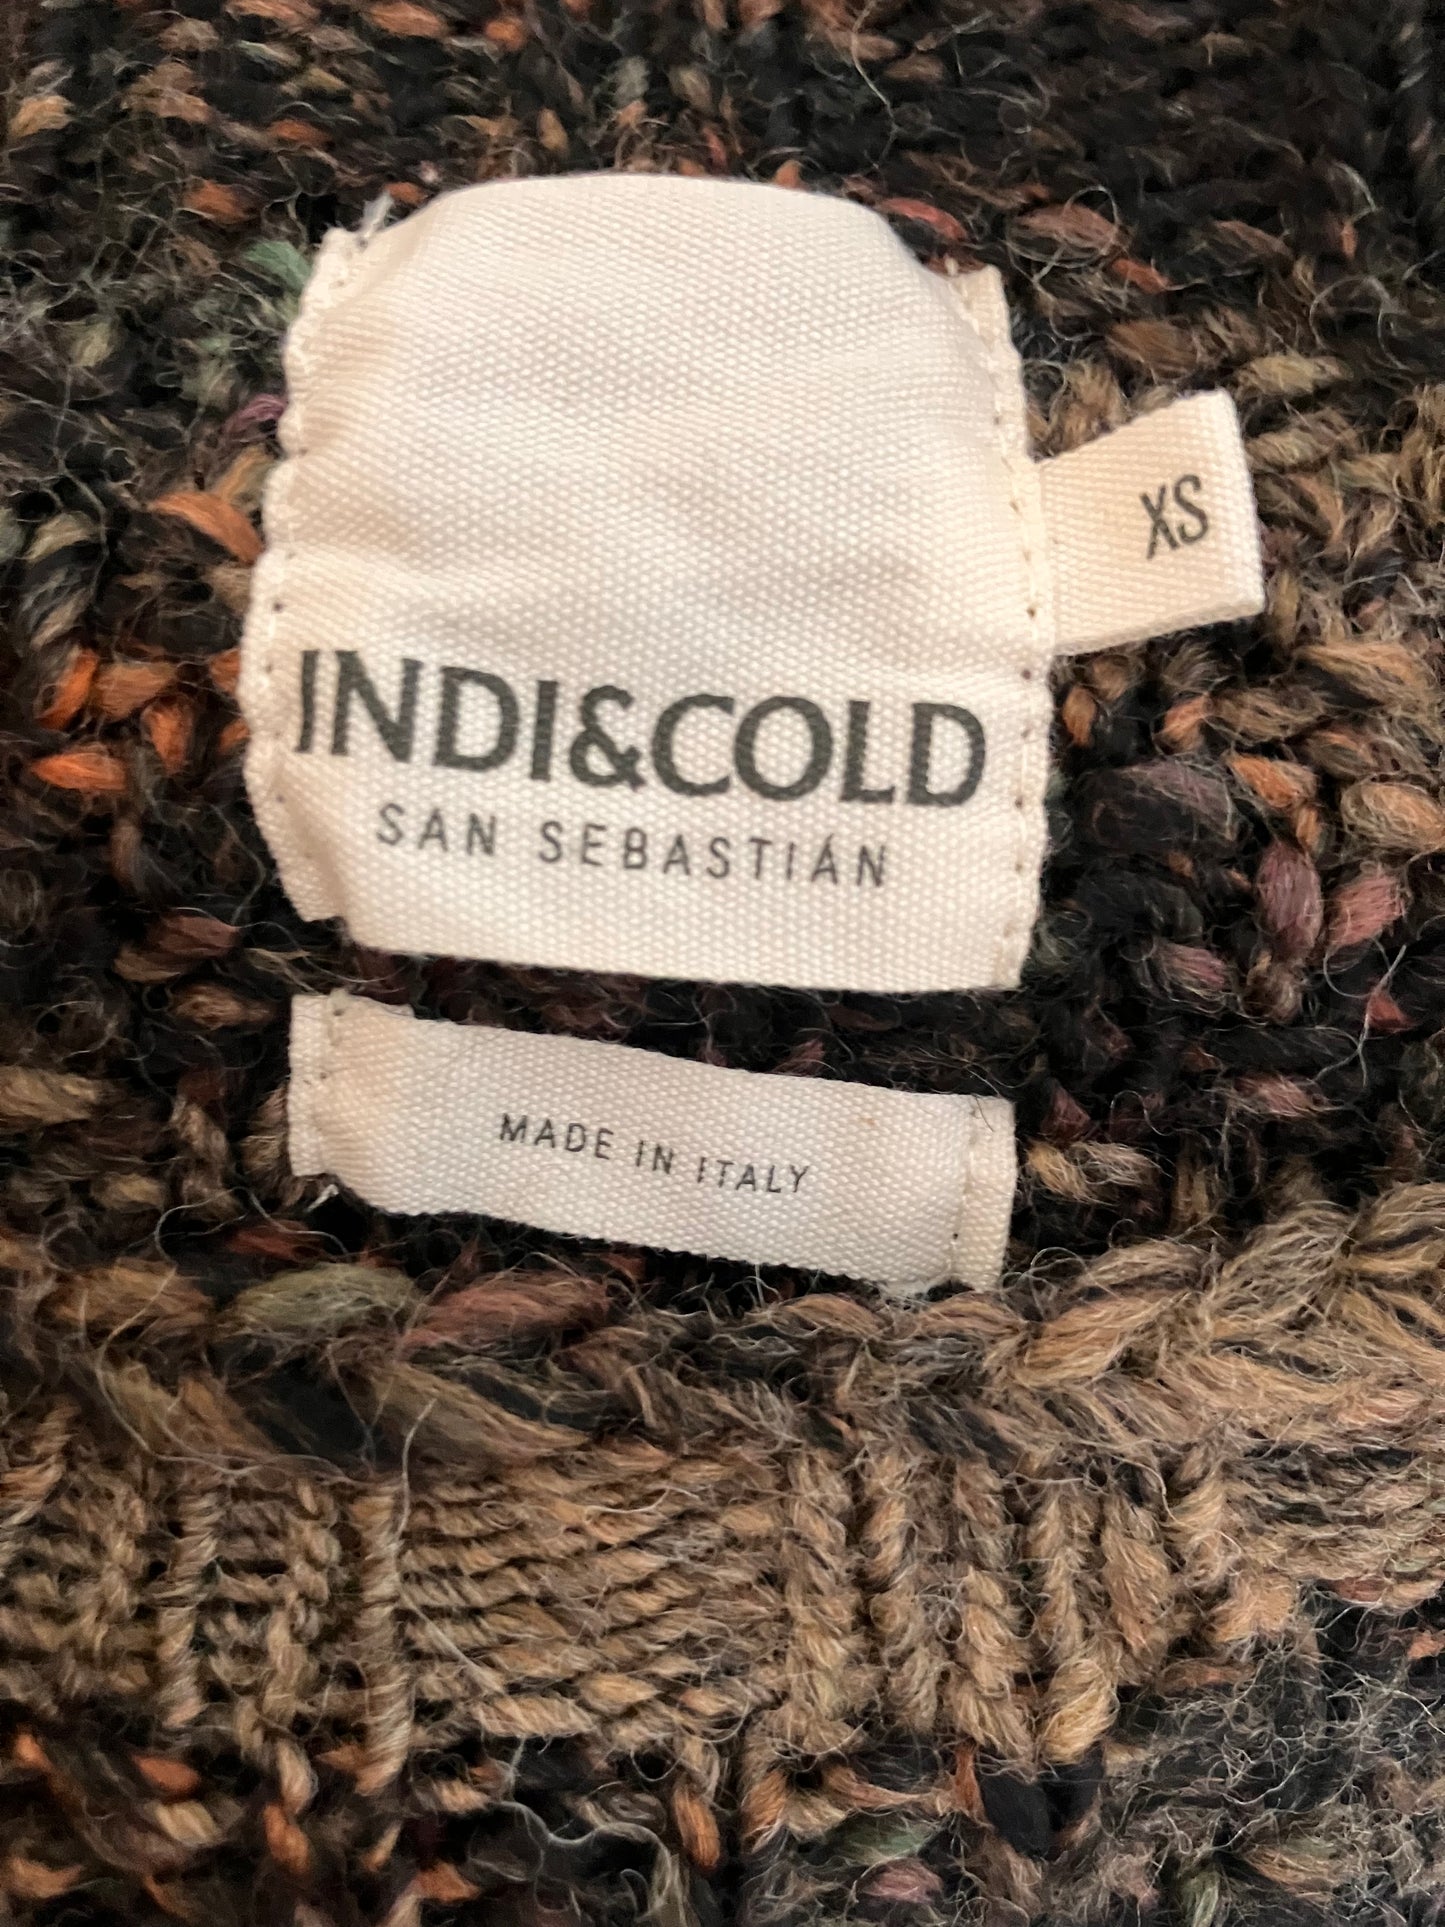 XS
INDI&COLD
SAN SEBASTIÁN
MADE IN ITALY